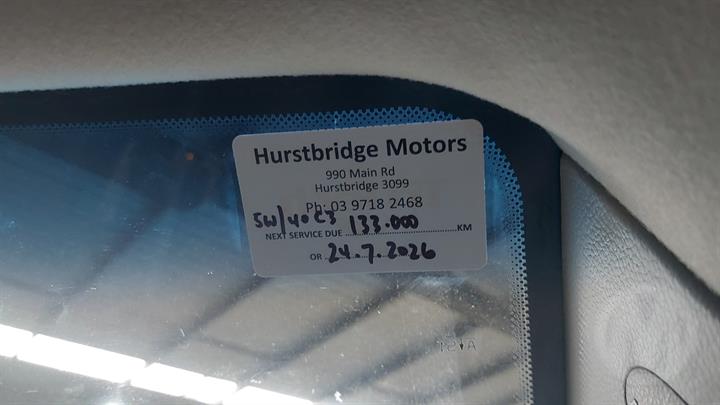 Hurstbridge Motors
990 Main Rd
Hurstbridge 3099
Ph: 03 9718 2468
5W/40 C3
NEXT SERVICE DUE 133.000 KM
OR 24.7.2026